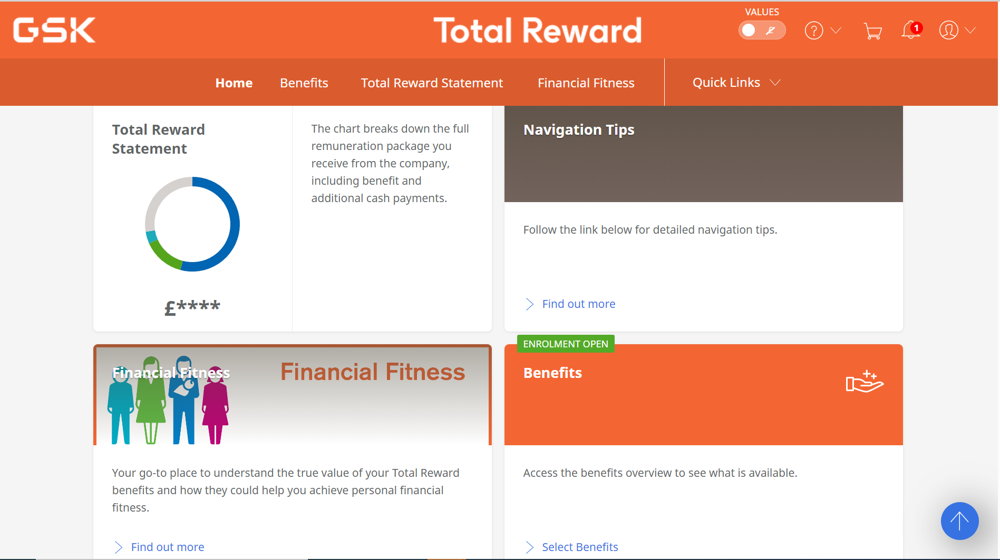 GSK
Total Reward
VALUES
£
?
1
Home
Benefits
Total Reward Statement
Financial Fitness
Quick Links
Total Reward
Statement
£****
The chart breaks down the full
remuneration package you
receive from the company,
including benefit and
additional cash payments.
Navigation Tips
Follow the link below for detailed navigation tips.
Find out more
Financial Fitness
Financial Fitness
Your go-to place to understand the true value of your Total Reward
benefits and how they could help you achieve personal financial
fitness.
Find out more
ENROLMENT OPEN
Benefits
Access the benefits overview to see what is available.
Select Benefits